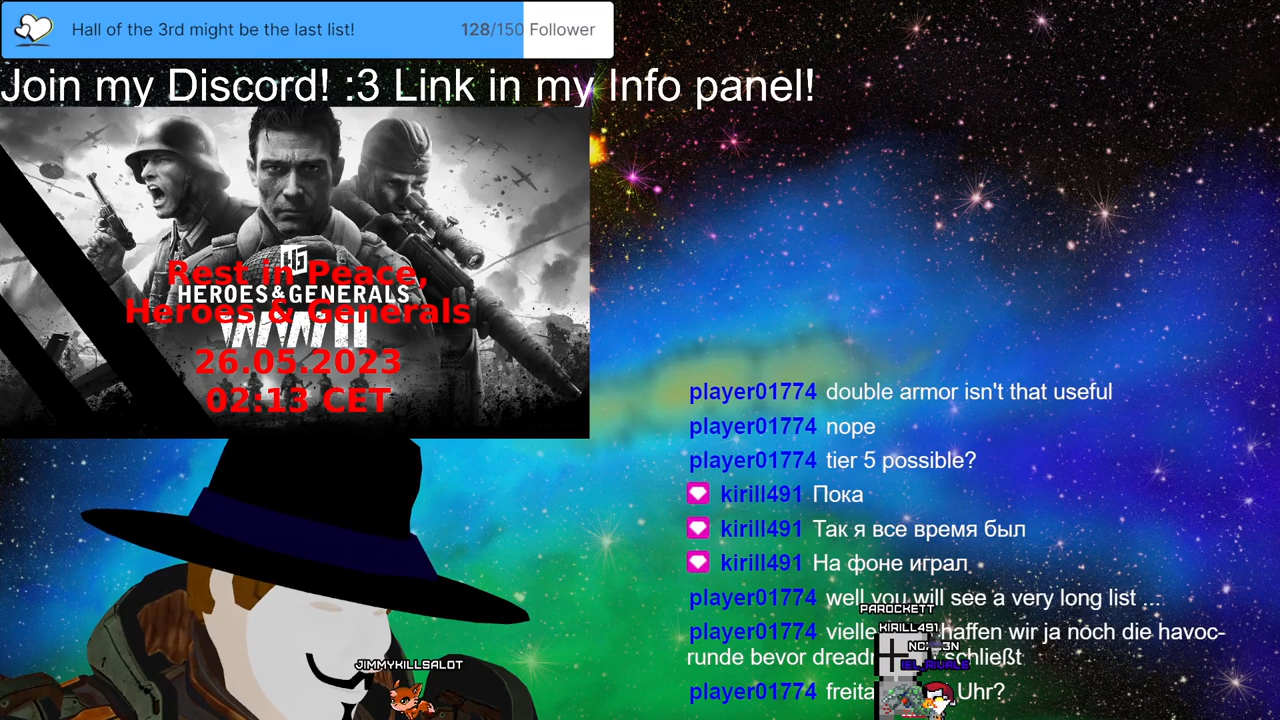 Hall of the 3rd might be the last list!
128/150 Follower
Join my Discord! :3 Link in my Info panel!
Rest in Peace,
HEROES&GENERALS
Heroes & Generals
WWII
26.05.2023
02:13 CET
player01774 double armor isn't that useful
player01774 nope
player01774 tier 5 possible?
kirill491 Пока
kirill491 Так я все время был
kirill491 На фоне играл
player01774 well you will see a very long list ....
PAROCKETT
player01774 haffen wir ja noch die havoc-
KIRILL491
runde bevor schließt
IBL_RIVALS
JIMMYKILLSALOT
player01774 Uhr?